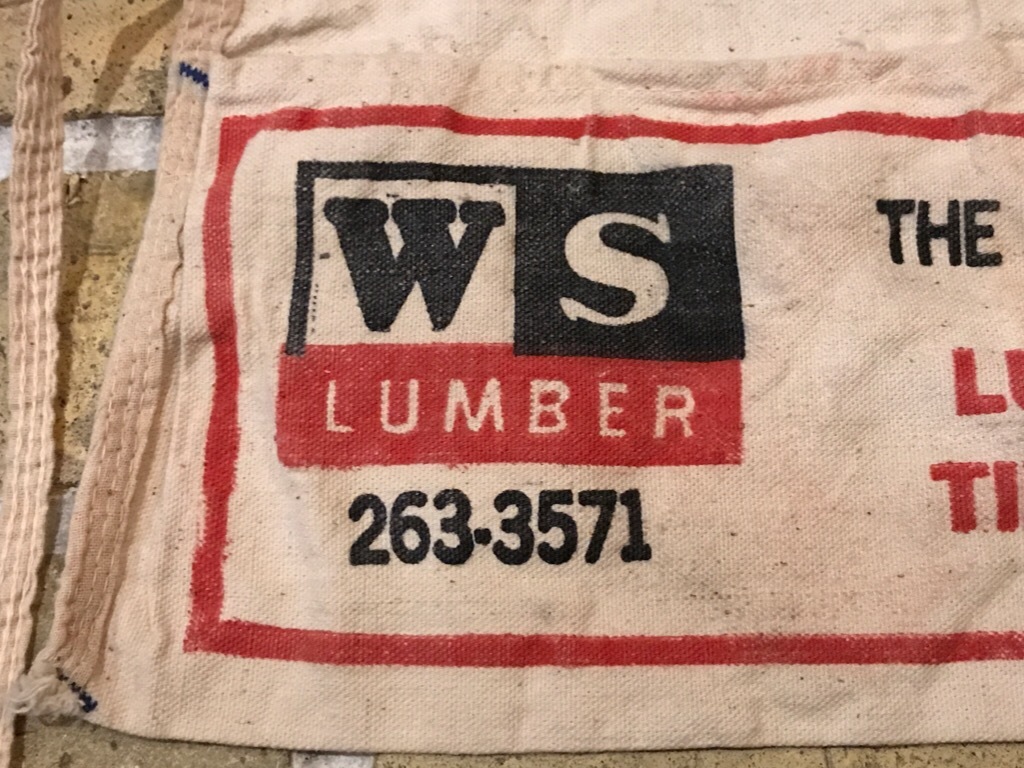 WS
LUMBER
263-3571
THE